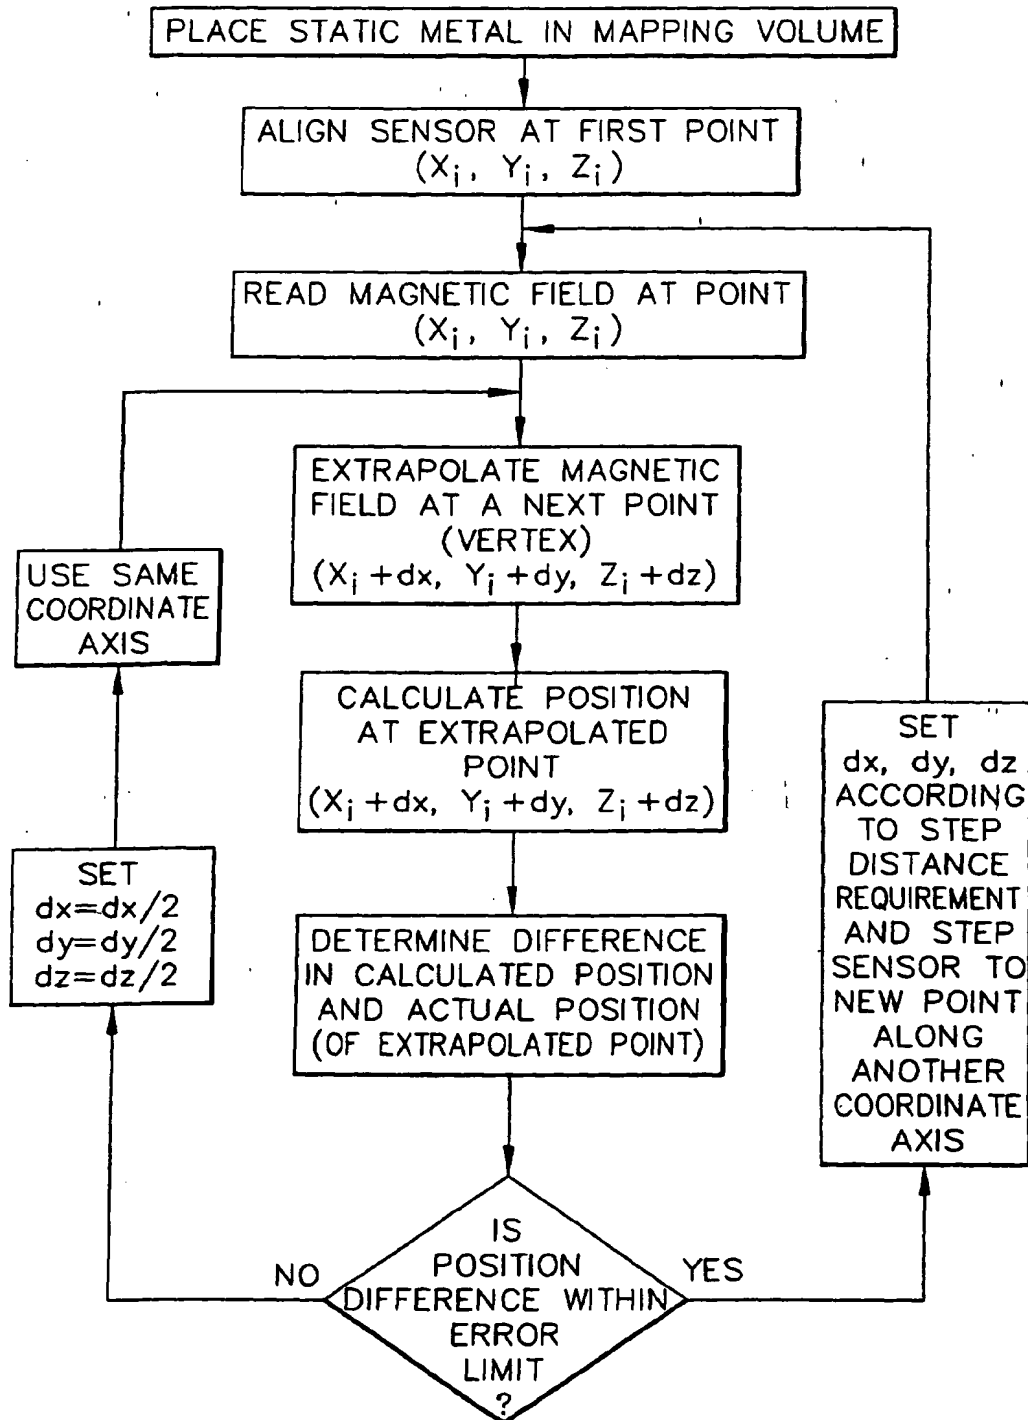 PLACE STATIC METAL IN MAPPING VOLUME
ALIGN SENSOR AT FIRST POINT
(Xi, Yi, Zi)
READ MAGNETIC FIELD AT POINT
(Xi, Yi, Zi)
EXTRAPOLATE MAGNETIC
FIELD AT A NEXT POINT
(VERTEX)
(Xi+dx, Yi+dy, Zi+dz)
USE SAME
COORDINATE
AXIS
CALCULATE POSITION
AT EXTRAPOLATED
POINT
(Xi+dx, Yi+dy, Zi+dz)
SET
dx=dx/2
dy=dy/2
dz=dz/2
DETERMINE DIFFERENCE
IN CALCULATED POSITION
AND ACTUAL POSITION
(OF EXTRAPOLATED POINT)
SET
dx, dy, dz
ACCORDING
TO STEP
DISTANCE
REQUIREMENT
AND STEP
SENSOR TO
NEW POINT
ALONG
ANOTHER
COORDINATE
AXIS
IS
POSITION
DIFFERENCE WITHIN
ERROR
LIMIT
?
NO
YES